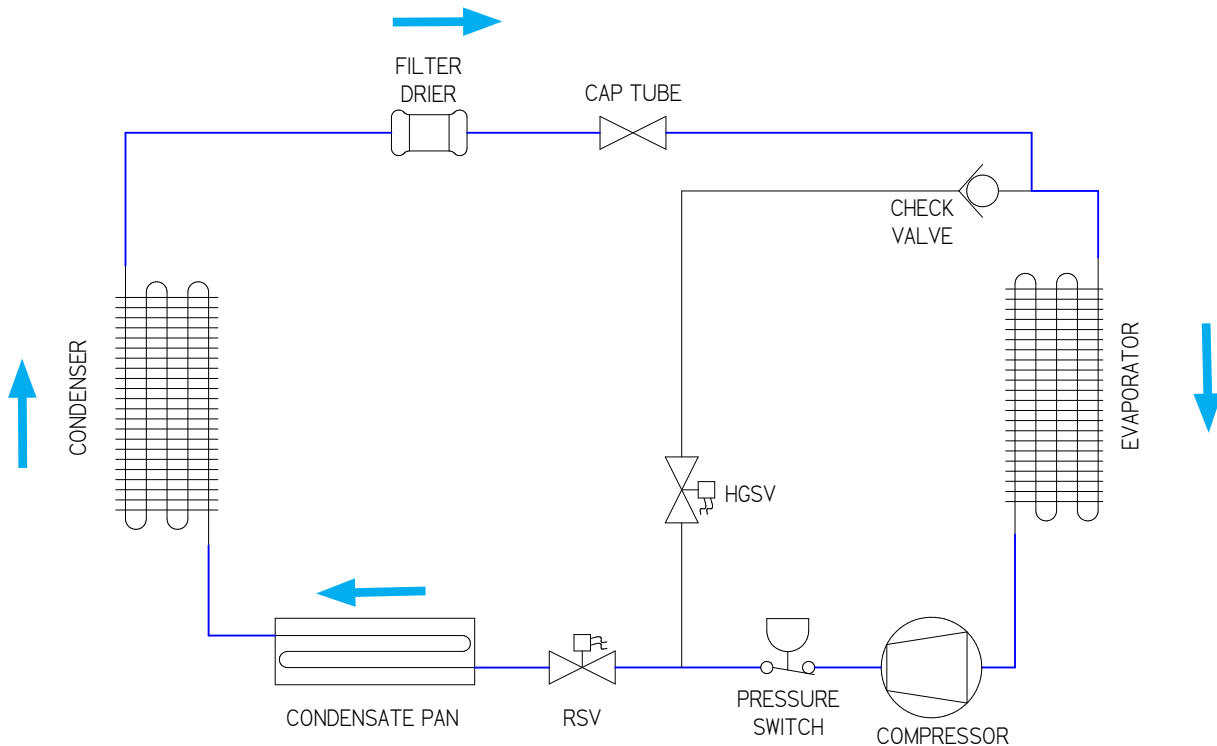 FILTER
DRIER
CAP TUBE
CHECK
VALVE
CONDENSER
EVAPORATOR
HGSV
CONDENSATE PAN
RSV
PRESSURE
SWITCH
COMPRESSOR